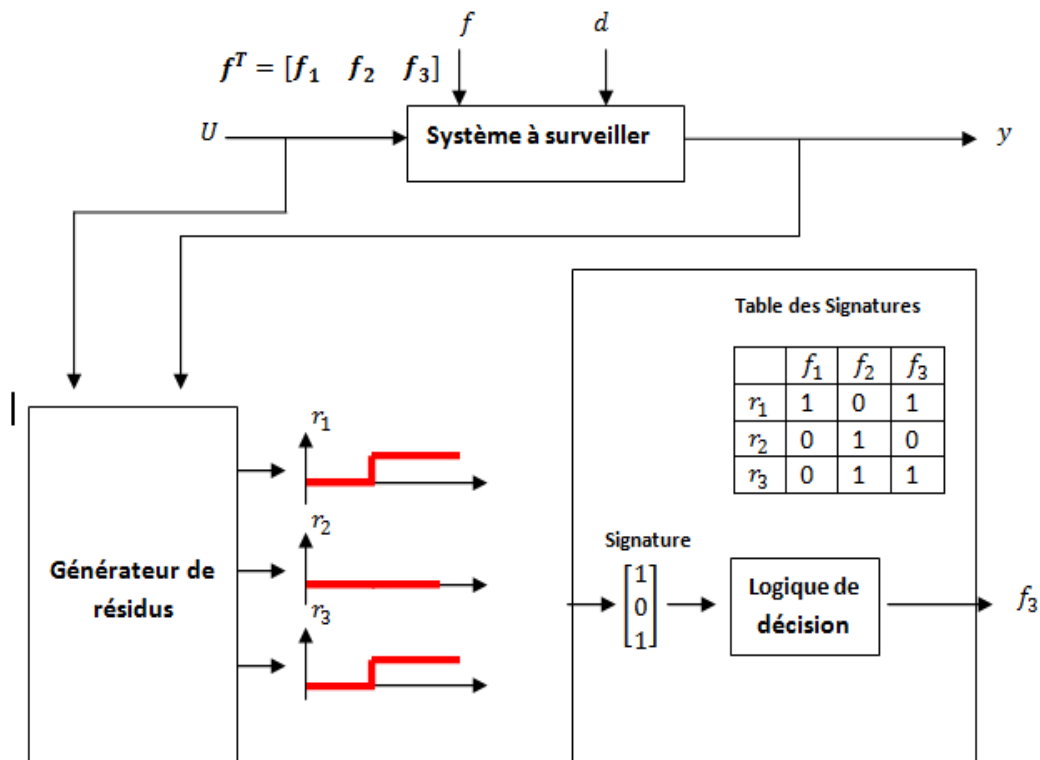 f d
f^T = [f_1 f_2 f_3]
U Système à surveiller y
Table des Signatures
f_1 f_2 f_3
r_1 1 0 1
r_2 0 1 0
r_3 0 1 1
r_1
r_2
r_3
Générateur de
résidus
Signature
[1
0
1]
Logique de
décision
f_3